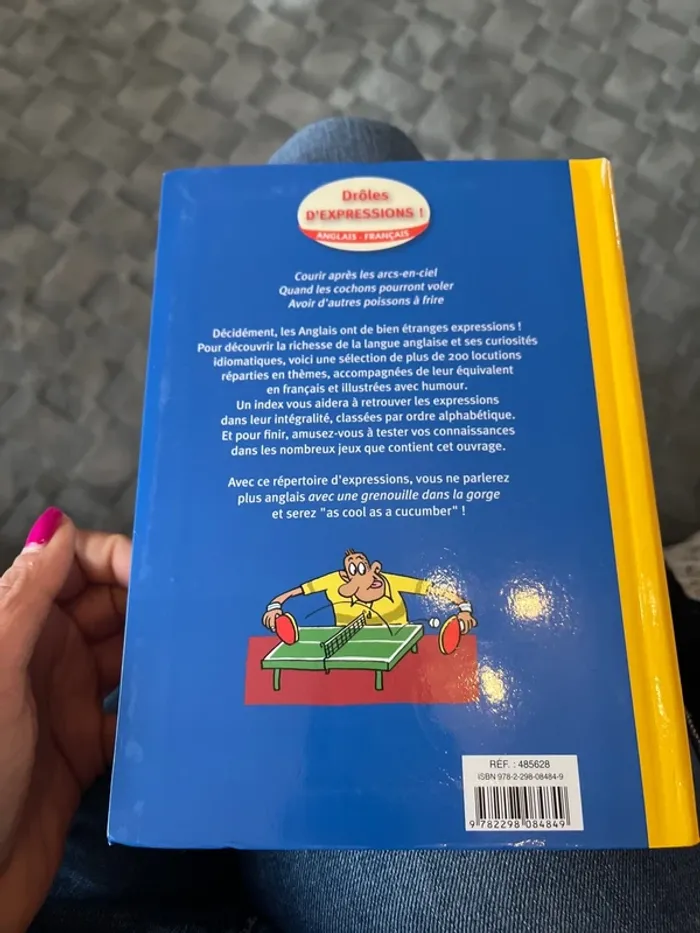 Drôles
D'EXPRESSIONS !
ANGLAIS - FRANÇAIS
Courir après les arcs-en-ciel
Quand les cochons pourront voler
Avoir d'autres poissons à frire
Décidément, les Anglais ont de bien étranges expressions !
Pour découvrir la richesse de la langue anglaise et ses curiosités
idiomatiques, voici une sélection de plus de 200 locutions
réparties en thèmes, accompagnées de leur équivalent
en français et illustrées avec humour.
Un index vous aidera à retrouver les expressions
dans leur intégralité, classées par ordre alphabétique.
Et pour finir, amusez-vous à tester vos connaissances
dans les nombreux jeux que contient cet ouvrage.
Avec ce répertoire d'expressions, vous ne parlerez
plus anglais avec une grenouille dans la gorge
et serez "as cool as a cucumber" !
RÉF. : 485628
ISBN 978-2-298-08484-9
9 782298 084849